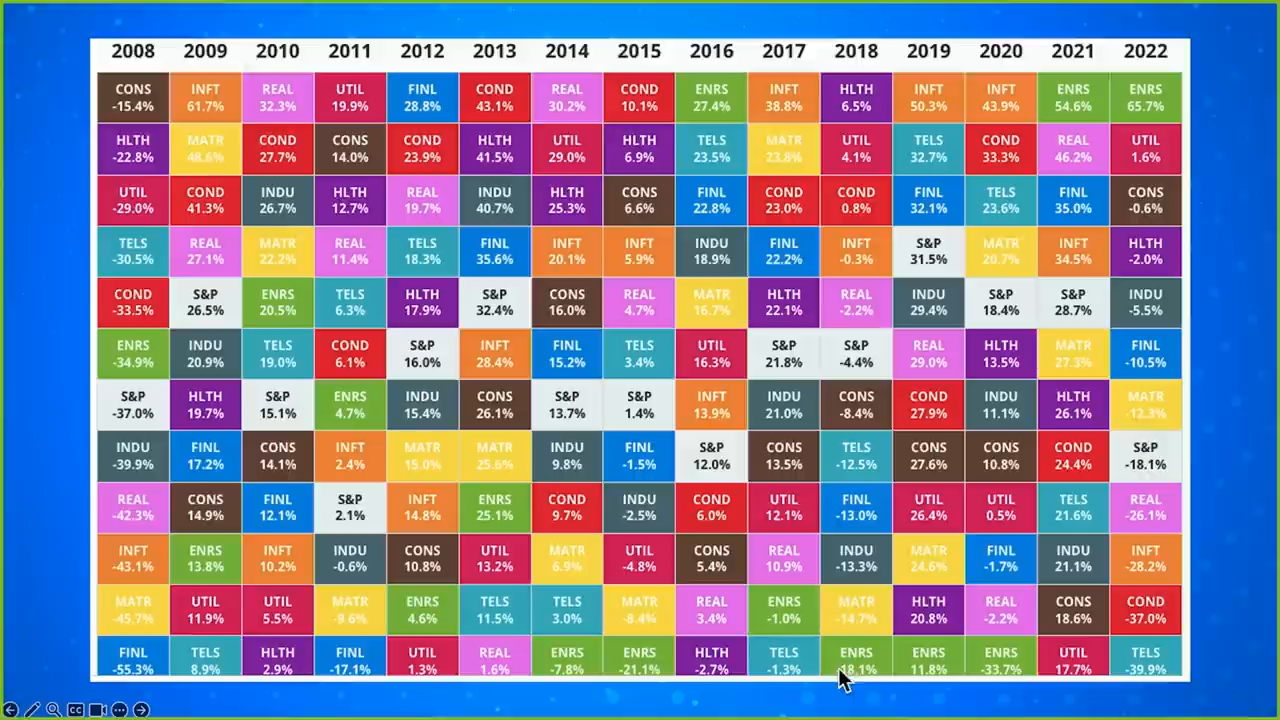 2008 2009 2010 2011 2012 2013 2014 2015 2016 2017 2018 2019 2020 2021 2022
CONS INFT REAL UTIL FINL COND REAL COND ENRS INFT HLTH INFT INFT ENRS ENRS
-15.4% 61.7% 32.3% 19.9% 28.8% 43.1% 30.2% 10.1% 27.4% 38.8% 6.5% 50.3% 43.9% 54.6% 65.7%
HLTH MATR COND CONS COND HLTH UTIL HLTH TELS MATR UTIL TELS COND REAL UTIL
-22.8% 48.6% 27.7% 14.0% 23.9% 41.5% 29.0% 6.9% 23.5% 23.8% 4.1% 32.7% 33.3% 46.2% 1.6%
UTIL COND INDU HLTH REAL INDU HLTH CONS FINL COND COND FINL TELS FINL CONS
-29.0% 41.3% 26.7% 12.7% 19.7% 40.7% 25.3% 6.6% 22.8% 23.0% 0.8% 32.1% 23.6% 35.0% -0.6%
TELS REAL MATR REAL TELS FINL INFT INFT INDU FINL INFT S&P MATR INFT HLTH
-30.5% 27.1% 22.2% 11.4% 18.3% 35.6% 20.1% 5.9% 18.9% 22.2% -0.3% 31.5% 20.7% 34.5% -2.0%
COND S&P ENRS TELS HLTH S&P CONS REAL MATR HLTH REAL INDU S&P S&P INDU
-33.5% 26.5% 20.5% 6.3% 17.9% 32.4% 16.0% 4.7% 16.7% 22.1% -2.2% 29.4% 18.4% 28.7% -5.5%
ENRS INDU TELS COND S&P INFT FINL TELS UTIL S&P S&P REAL HLTH MATR FINL
-34.9% 20.9% 19.0% 6.1% 16.0% 28.4% 15.2% 3.4% 16.3% 21.8% -4.4% 29.0% 13.5% 27.3% -10.5%
S&P HLTH S&P ENRS INDU CONS S&P S&P INFT INDU CONS COND INDU HLTH MATR
-37.0% 19.7% 15.1% 4.7% 15.4% 26.1% 13.7% 1.4% 13.9% 21.0% -8.4% 27.9% 11.1% 26.1% -12.3%
INDU FINL CONS INFT MATR MATR INDU FINL S&P CONS TELS CONS CONS COND S&P
-39.9% 17.2% 14.1% 2.4% 15.0% 25.6% 9.8% -1.5% 12.0% 13.5% -12.5% 27.6% 10.8% 24.4% -18.1%
REAL CONS FINL S&P INFT ENRS COND INDU COND UTIL FINL UTIL UTIL TELS REAL
-42.3% 14.9% 12.1% 2.1% 14.8% 25.1% 9.7% -2.5% 6.0% 12.1% -13.0% 26.4% 0.5% 21.6% -26.1%
INFT ENRS INFT INDU CONS UTIL MATR UTIL CONS REAL INDU MATR FINL INDU INFT
-43.1% 13.8% 10.2% -0.6% 10.8% 13.2% 6.9% -4.8% 5.4% 10.9% -13.3% 24.6% -1.7% 21.1% -28.2%
MATR UTIL UTIL MATR ENRS TELS TELS MATR REAL ENRS MATR HLTH REAL CONS COND
-45.7% 11.9% 5.5% -9.6% 4.6% 11.5% 3.0% -8.4% 3.4% -1.0% -14.7% 20.8% -2.2% 18.6% -37.0%
FINL TELS HLTH FINL UTIL REAL ENRS ENRS HLTH TELS ENRS ENRS ENRS UTIL TELS
-55.3% 8.9% 2.9% -17.1% 1.3% 1.6% -7.8% -21.1% -2.7% -1.3% -18.1% 11.8% -33.7% 17.7% -39.9%
CC